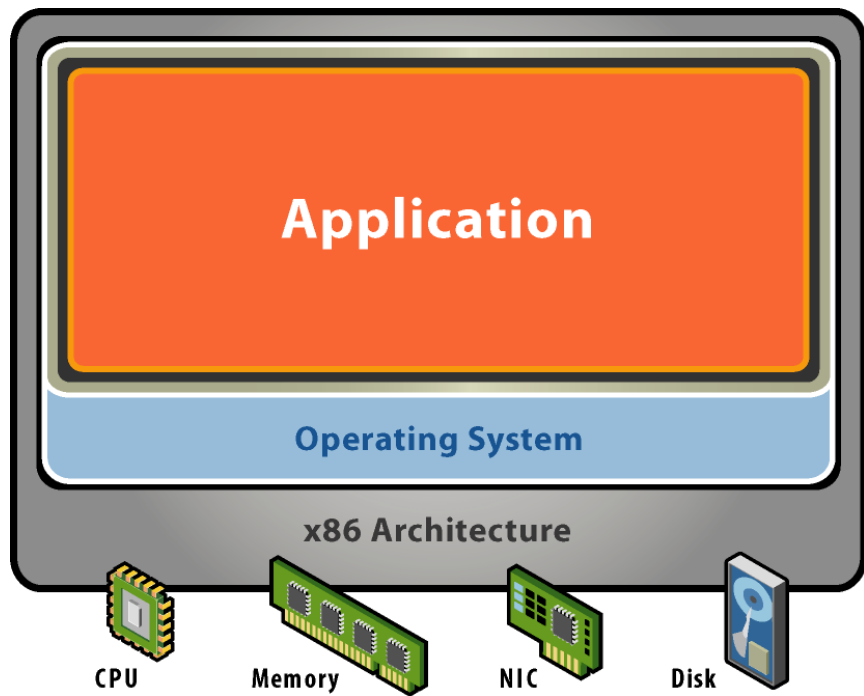 Application
Operating System
x86 Architecture
CPU
Memory
NIC
Disk